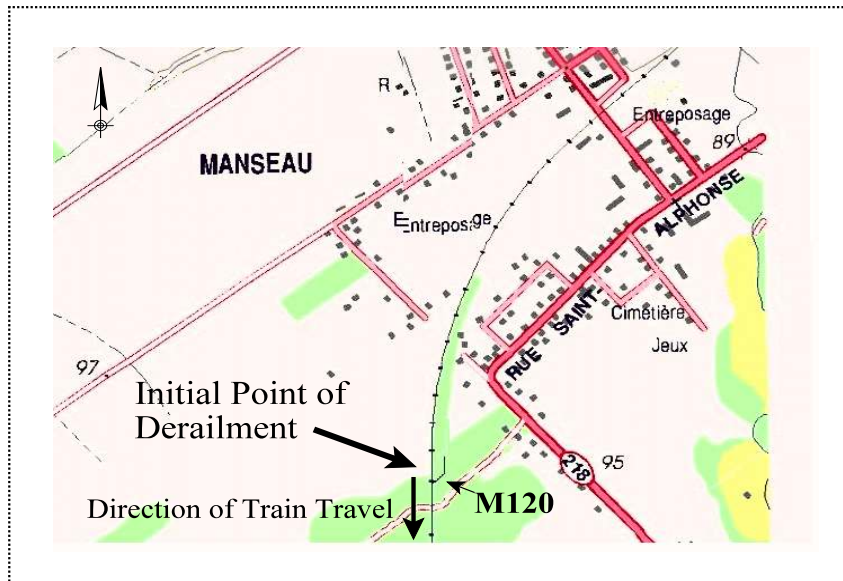 R
Entreposage
89
MANSEAU
Entreposage
RUE SAINT-ALPHONSE
Cimétière
Jeux
97
Initial Point of
Derailment
218
95
Direction of Train Travel
M120